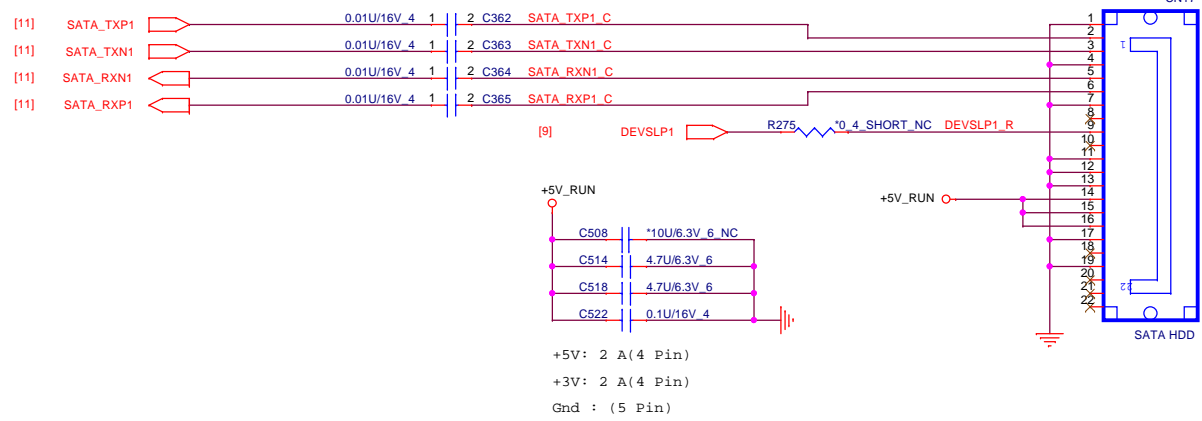 [11] SATA_TXP1 0.01U/16V_4 1 2 C362 SATA_TXP1_C 1
2
[11] SATA_TXN1 0.01U/16V_4 1 2 C363 SATA_TXN1_C 3
4
[11] SATA_RXN1 0.01U/16V_4 1 2 C364 SATA_RXN1_C 5
6
[11] SATA_RXP1 0.01U/16V_4 1 2 C365 SATA_RXP1_C 7
8
[9] DEVSLP1 R275 *0_4_SHORT_NC DEVSLP1_R 9
10
11
12
13
+5V_RUN
+5V_RUN 14
15
16
C508 *10U/6.3V_6_NC 17
18
C514 4.7U/6.3V_6 19
20
C518 4.7U/6.3V_6 21
22
C522 0.1U/16V_4
1
22
SATA HDD
+5V: 2 A(4 Pin)
+3V: 2 A(4 Pin)
Gnd : (5 Pin)